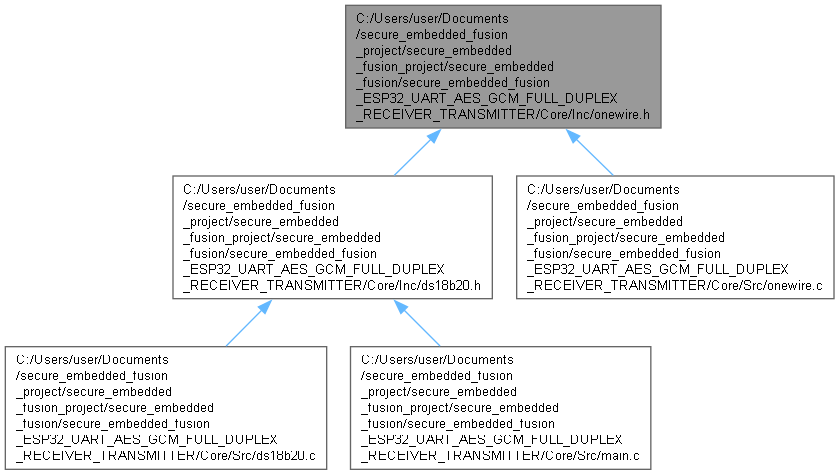 C:/Users/user/Documents
/secure_embedded_fusion
_project/secure_embedded
_fusion_project/secure_embedded
_fusion/secure_embedded_fusion
_ESP32_UART_AES_GCM_FULL_DUPLEX
_RECEIVER_TRANSMITTER/Core/Inc/onewire.h
C:/Users/user/Documents
/secure_embedded_fusion
_project/secure_embedded
_fusion_project/secure_embedded
_fusion/secure_embedded_fusion
_ESP32_UART_AES_GCM_FULL_DUPLEX
_RECEIVER_TRANSMITTER/Core/Inc/ds18b20.h
C:/Users/user/Documents
/secure_embedded_fusion
_project/secure_embedded
_fusion_project/secure_embedded
_fusion/secure_embedded_fusion
_ESP32_UART_AES_GCM_FULL_DUPLEX
_RECEIVER_TRANSMITTER/Core/Src/onewire.c
C:/Users/user/Documents
/secure_embedded_fusion
_project/secure_embedded
_fusion_project/secure_embedded
_fusion/secure_embedded_fusion
_ESP32_UART_AES_GCM_FULL_DUPLEX
_RECEIVER_TRANSMITTER/Core/Src/ds18b20.c
C:/Users/user/Documents
/secure_embedded_fusion
_project/secure_embedded
_fusion_project/secure_embedded
_fusion/secure_embedded_fusion
_ESP32_UART_AES_GCM_FULL_DUPLEX
_RECEIVER_TRANSMITTER/Core/Src/main.c